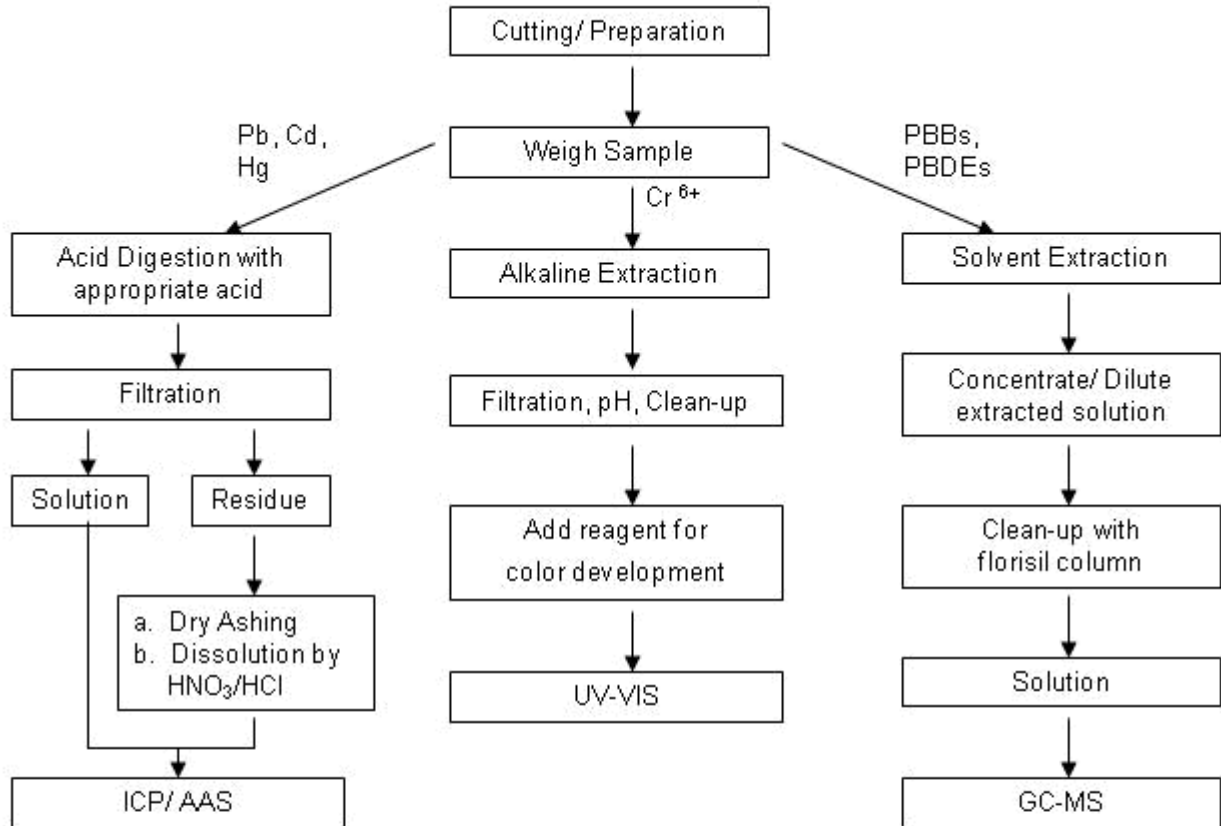 Cutting/ Preparation
Pb, Cd,
Hg
Weigh Sample
PBBs,
PBDEs
Cr 6+
Acid Digestion with
appropriate acid
Alkaline Extraction
Solvent Extraction
Filtration
Filtration, pH, Clean-up
Concentrate/ Dilute
extracted solution
Solution
Residue
Add reagent for
color development
Clean-up with
florisil column
a. Dry Ashing
b. Dissolution by
HNO3/HCl
UV-VIS
Solution
ICP/ AAS
GC-MS